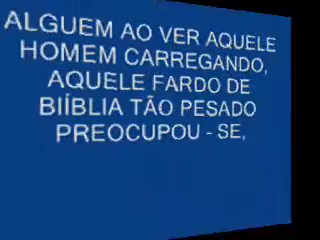 ALGUEM AO VER AQUELE
HOMEM CARREGANDO,
AQUELE FARDO DE
BIÍBLIA TÃO PESADO
PREOCUPOU - SE,